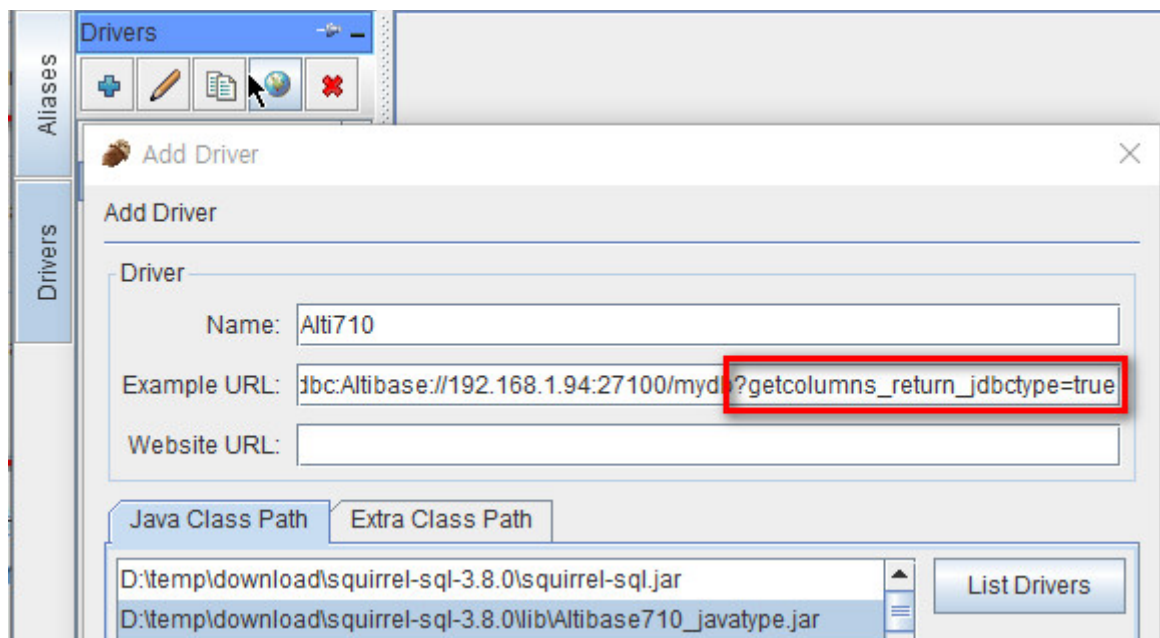 Drivers
Aliases
Add Driver
Add Driver
Drivers
Driver
Name: Alti710
Example URL: dbc:Altibase://192.168.1.94:27100/mydb?getcolumns_return_jdbctype=true
Website URL:
Java Class Path Extra Class Path
D:\temp\download\squirrel-sql-3.8.0\squirrel-sql.jar
List Drivers
D:\temp\download\squirrel-sql-3.8.0\lib\Altibase710_javatype.jar